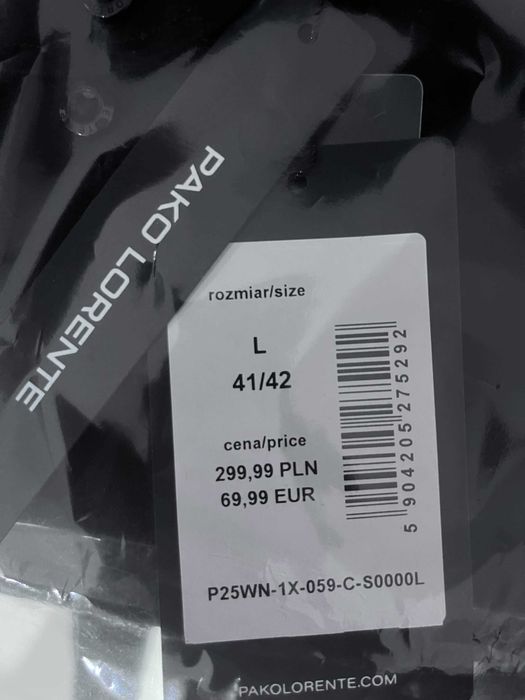 PAKO LORENTE
rozmiar/size
L
41/42
cena/price
299,99 PLN
69,99 EUR
5 904205 275292
P25WN-1X-059-C-S0000L
PAKOLORENTE.COM